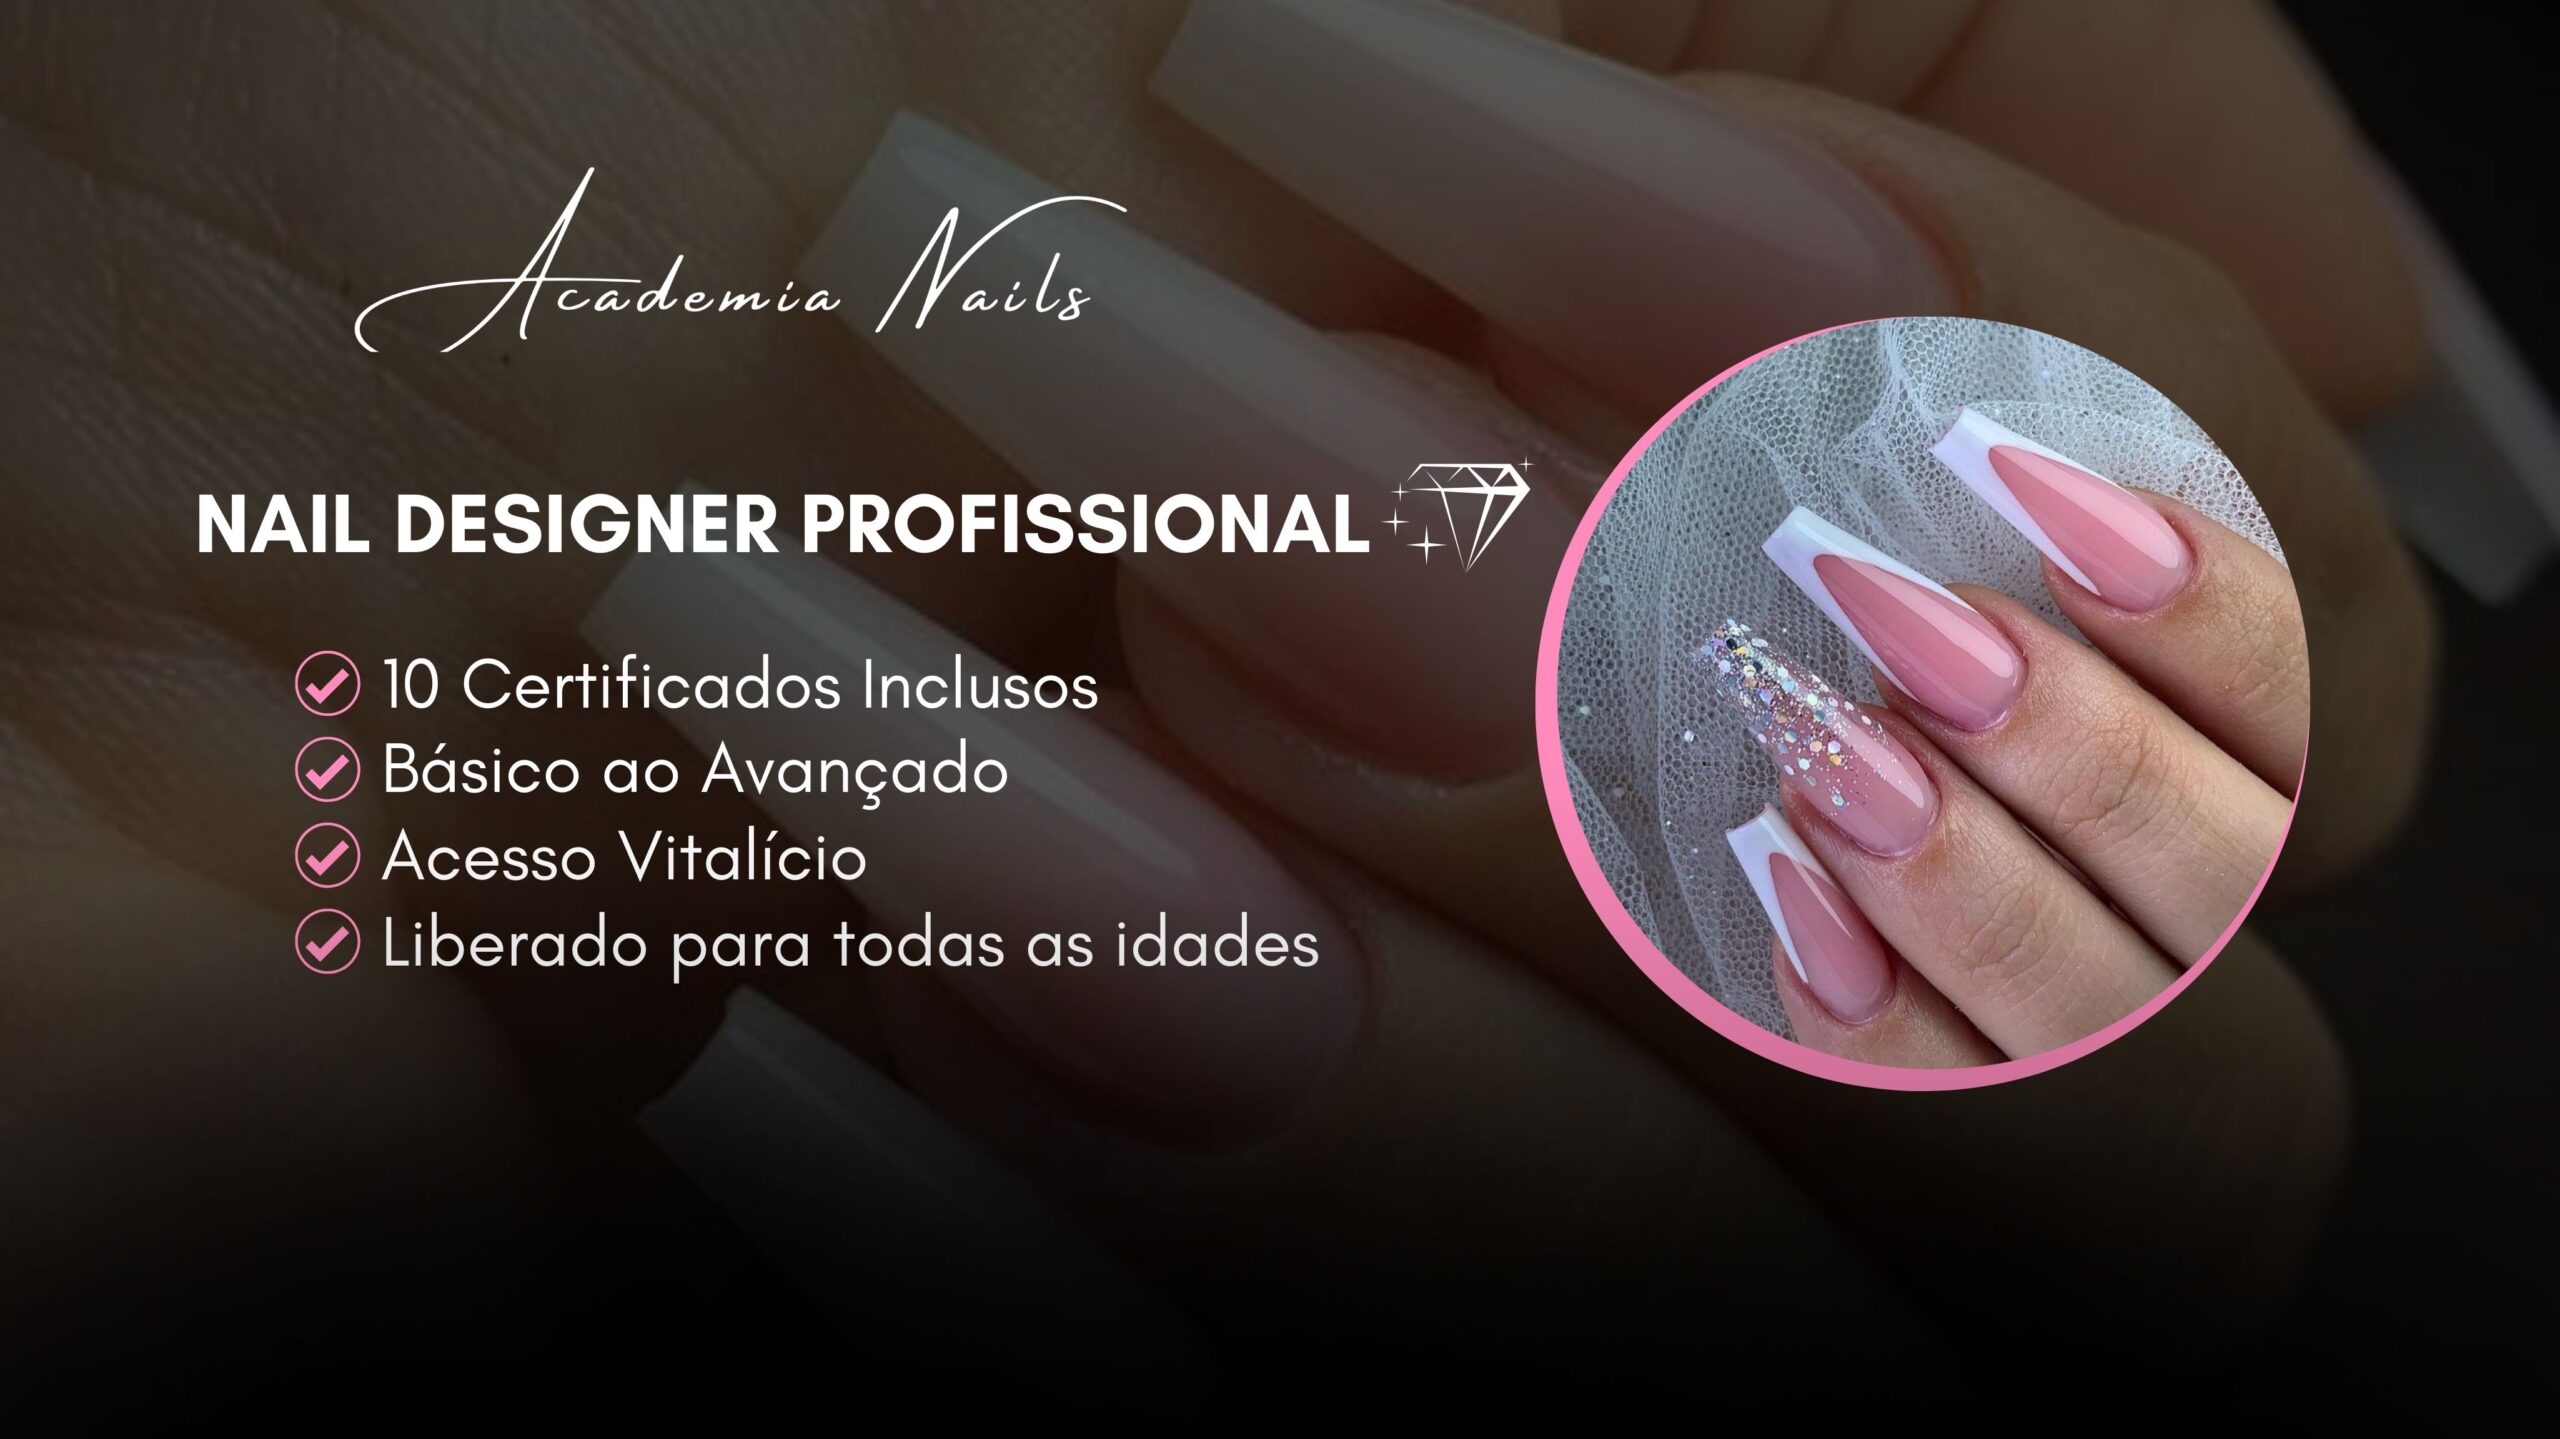 Academia Nails
NAIL DESIGNER PROFISSIONAL
10 Certificados Inclusos
Básico ao Avançado
Acesso Vitalício
Liberado para todas as idades